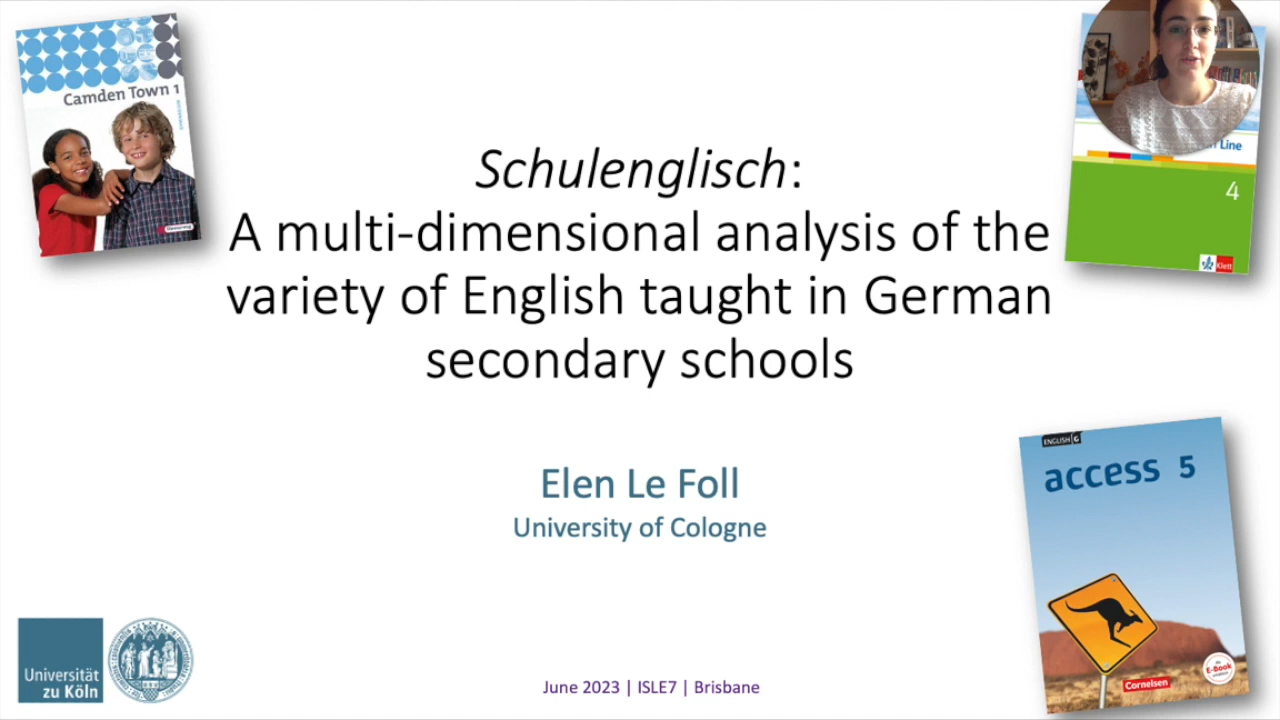 Camden Town 1
Line
4
Klett
Schulenglisch:
A multi-dimensional analysis of the
variety of English taught in German
secondary schools
Elen Le Foll
University of Cologne
ENGLISH G
access 5
E-Book
Cornelsen
Universität
zu Köln
June 2023 | ISLE7 | Brisbane